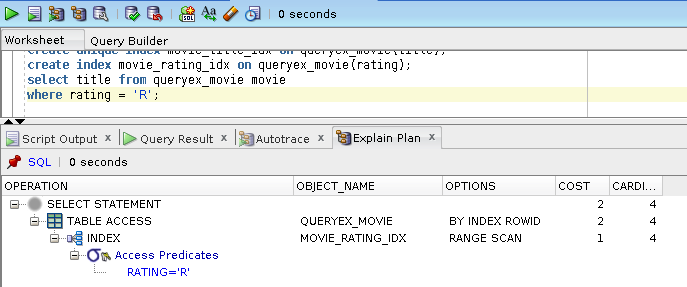 0 seconds
Worksheet Query Builder
create unique index movie_title_idx on queryex_movie(title);
create index movie_rating_idx on queryex_movie(rating);
select title from queryex_movie movie
where rating = 'R';
Script Output x Query Result x Autotrace x Explain Plan x
SQL | 0 seconds
OPERATION OBJECT_NAME OPTIONS COST CARDI...
SELECT STATEMENT 2 4
TABLE ACCESS QUERYEX_MOVIE BY INDEX ROWID 2 4
INDEX MOVIE_RATING_IDX RANGE SCAN 1 4
Access Predicates
RATING='R'